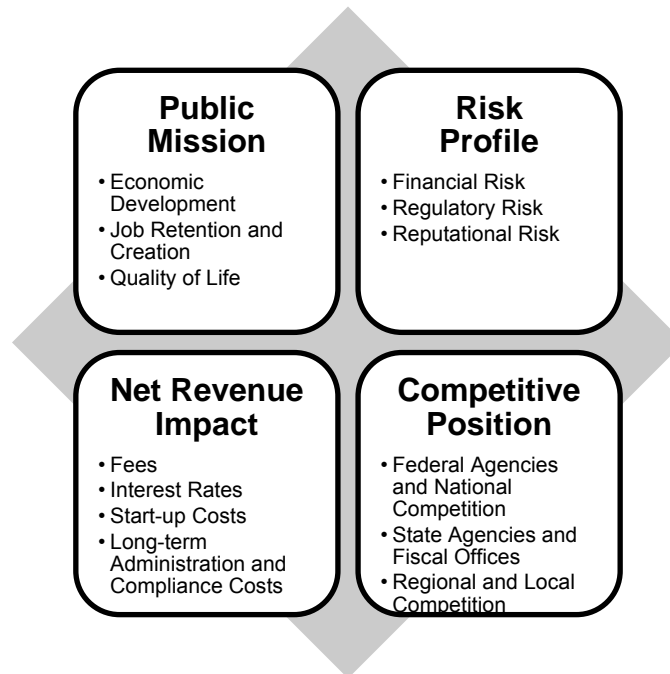 Public
Mission
• Economic
Development
• Job Retention and
Creation
• Quality of Life
Risk
Profile
• Financial Risk
• Regulatory Risk
• Reputational Risk
Net Revenue
Impact
• Fees
• Interest Rates
• Start-up Costs
• Long-term
Administration and
Compliance Costs
Competitive
Position
• Federal Agencies
and National
Competition
• State Agencies and
Fiscal Offices
• Regional and Local
Competition